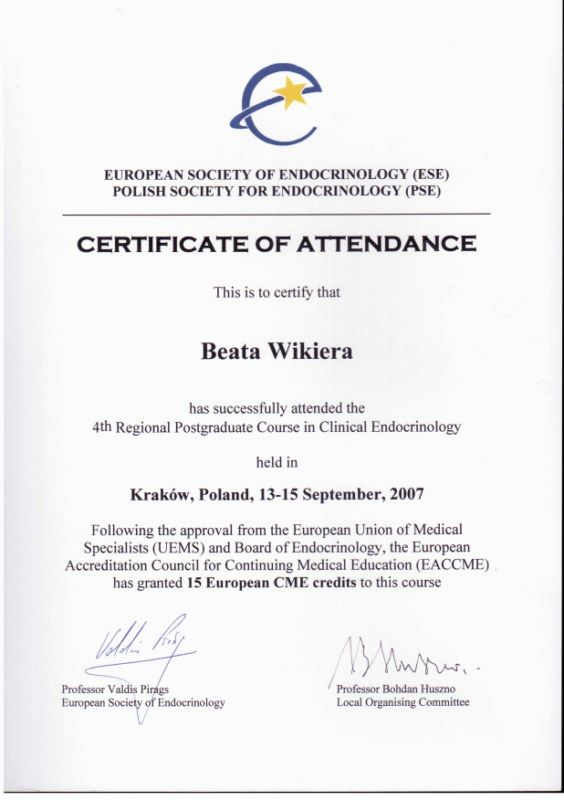 EUROPEAN SOCIETY OF ENDOCRINOLOGY (ESE)
POLISH SOCIETY FOR ENDOCRINOLOGY (PSE)
CERTIFICATE OF ATTENDANCE
This is to certify that
Beata Wikiera
has successfully attended the
4th Regional Postgraduate Course in Clinical Endocrinology
held in
Kraków, Poland, 13-15 September, 2007
Following the approval from the European Union of Medical
Specialists (UEMS) and Board of Endocrinology, the European
Accreditation Council for Continuing Medical Education (EACCME)
has granted 15 European CME credits to this course
Valdis Pirāgs
B Huszno
Professor Valdis Pirags
European Society of Endocrinology
Professor Bohdan Huszno
Local Organising Committee